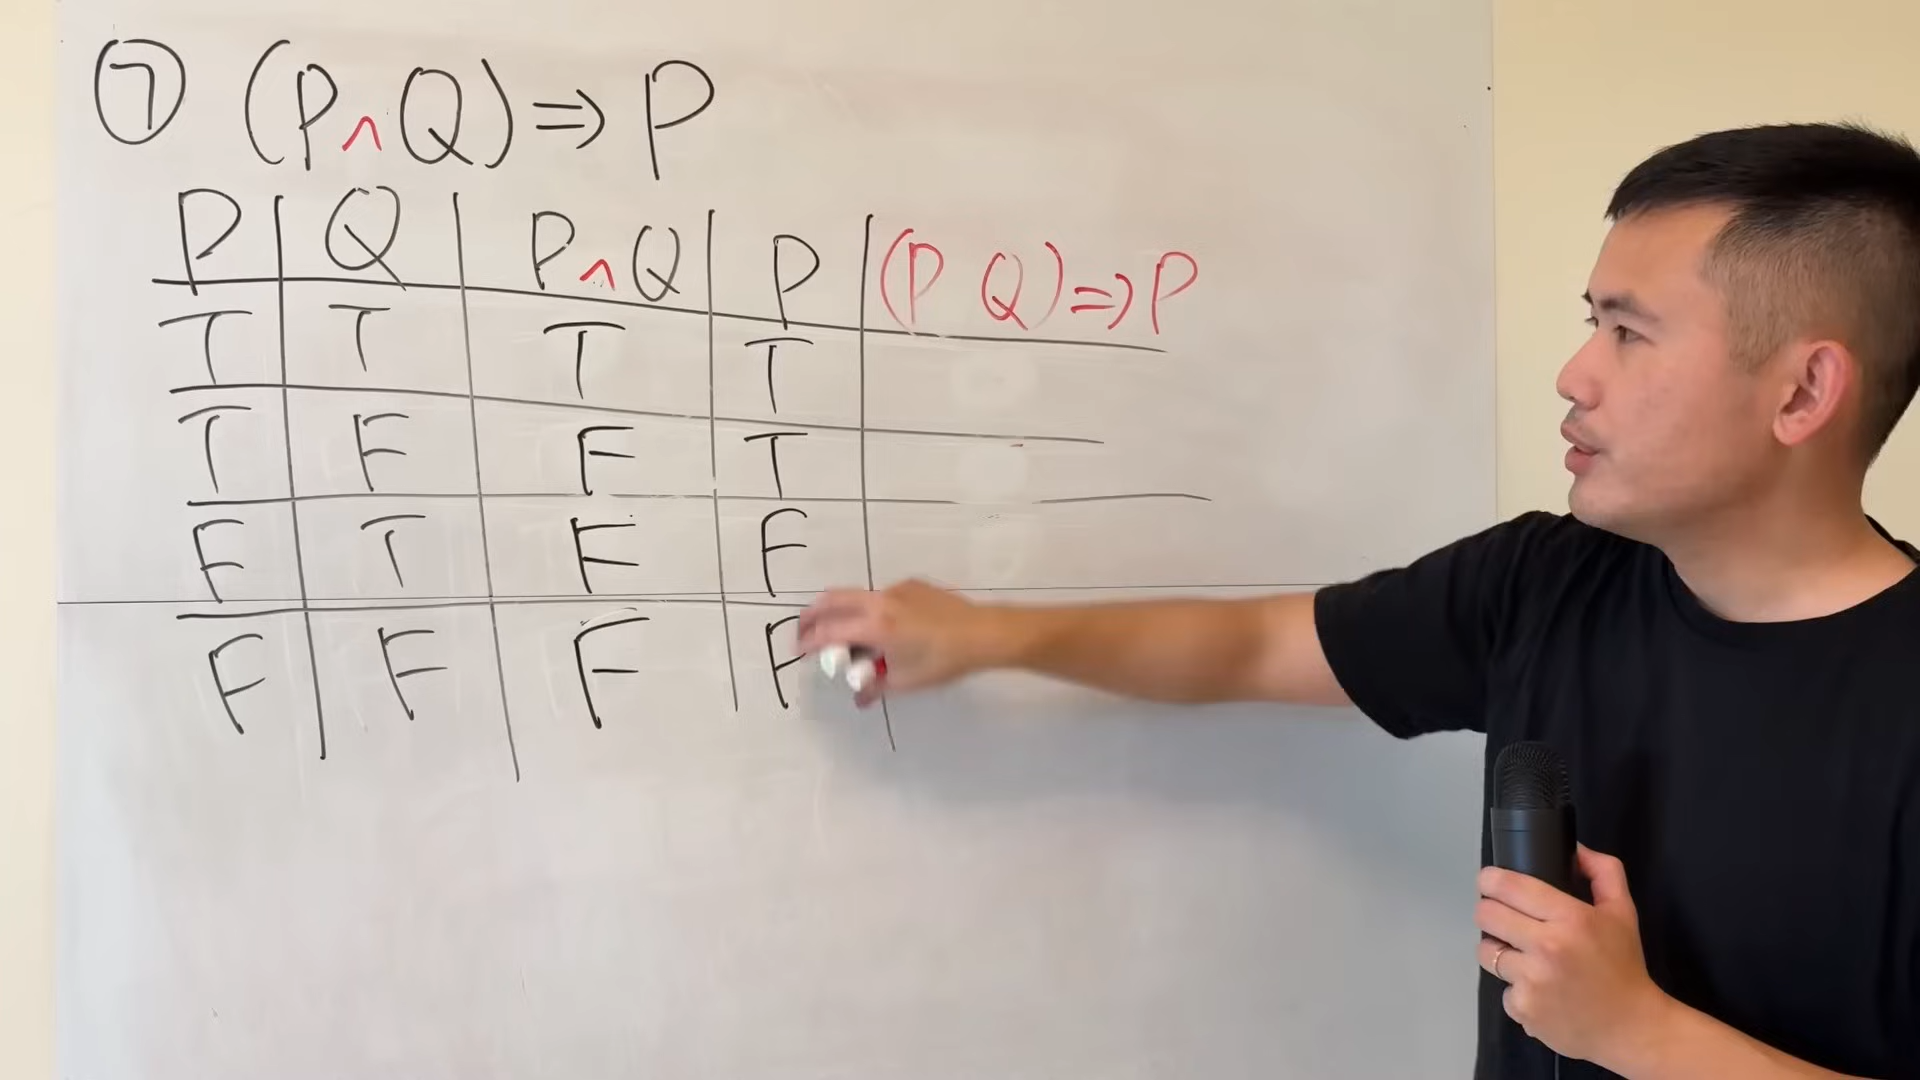 ⑦ (P ∧ Q) ⇒ P
P Q P ∧ Q P (P Q) ⇒ P
T T T T
T F F T
F T F F
F F F F